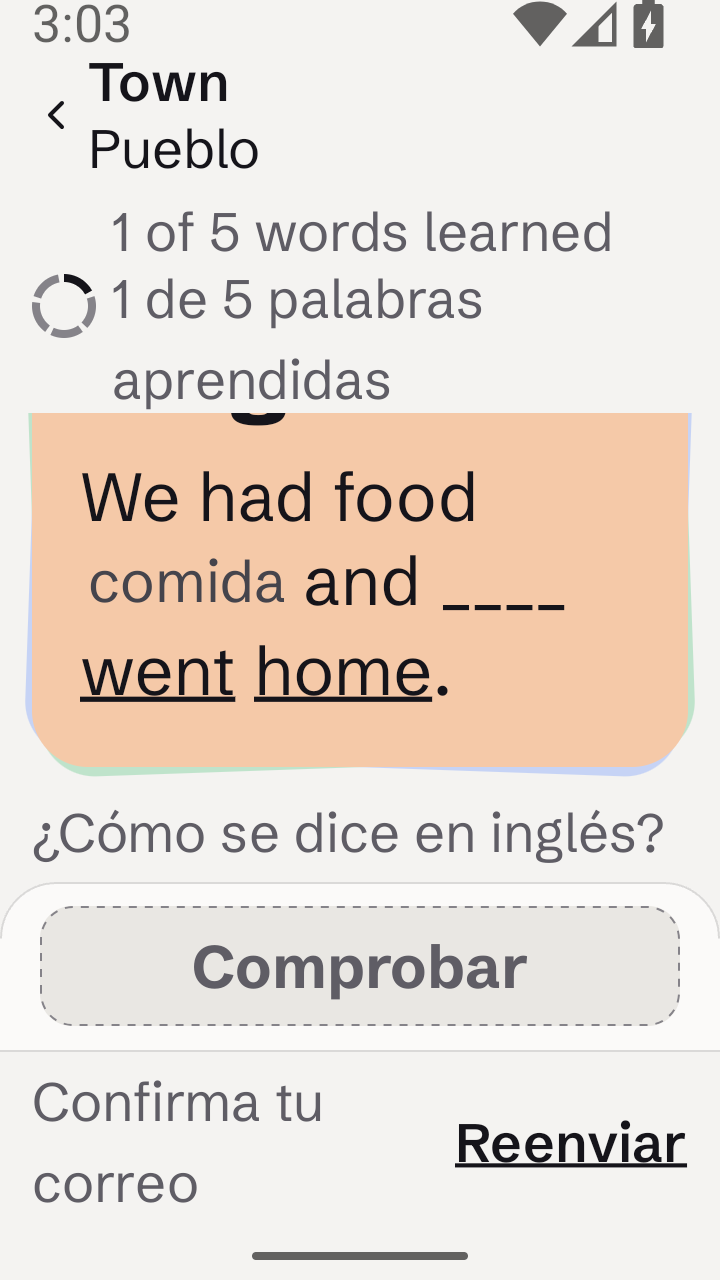 3:03
Town
Pueblo
1 of 5 words learned
1 de 5 palabras
aprendidas
We had food
comida and ____
went home.
¿Cómo se dice en inglés?
Comprobar
Confirma tu
correo
Reenviar